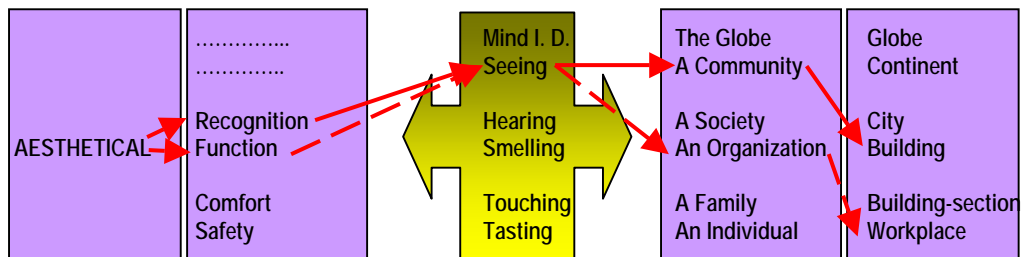 AESTHETICAL
…………...
…………..
Recognition
Function
Comfort
Safety
Mind I. D.
Seeing
Hearing
Smelling
Touching
Tasting
The Globe
A Community
A Society
An Organization
A Family
An Individual
Globe
Continent
City
Building
Building-section
Workplace